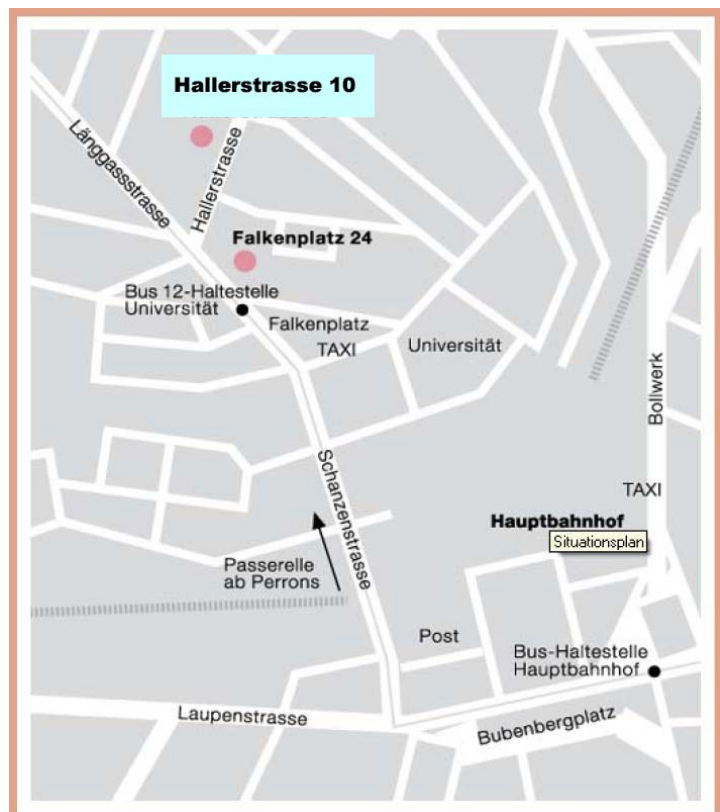 Hallerstrasse 10
Länggassstrasse
Hallerstrasse
Falkenplatz 24
Bus 12-Haltestelle
Universität
Falkenplatz
TAXI
Universität
Bollwerk
Schanzenstrasse
TAXI
Hauptbahnhof
Situationsplan
Passerelle
ab Perrons
Post
Bus-Haltestelle
Hauptbahnhof
Laupenstrasse
Bubenbergplatz